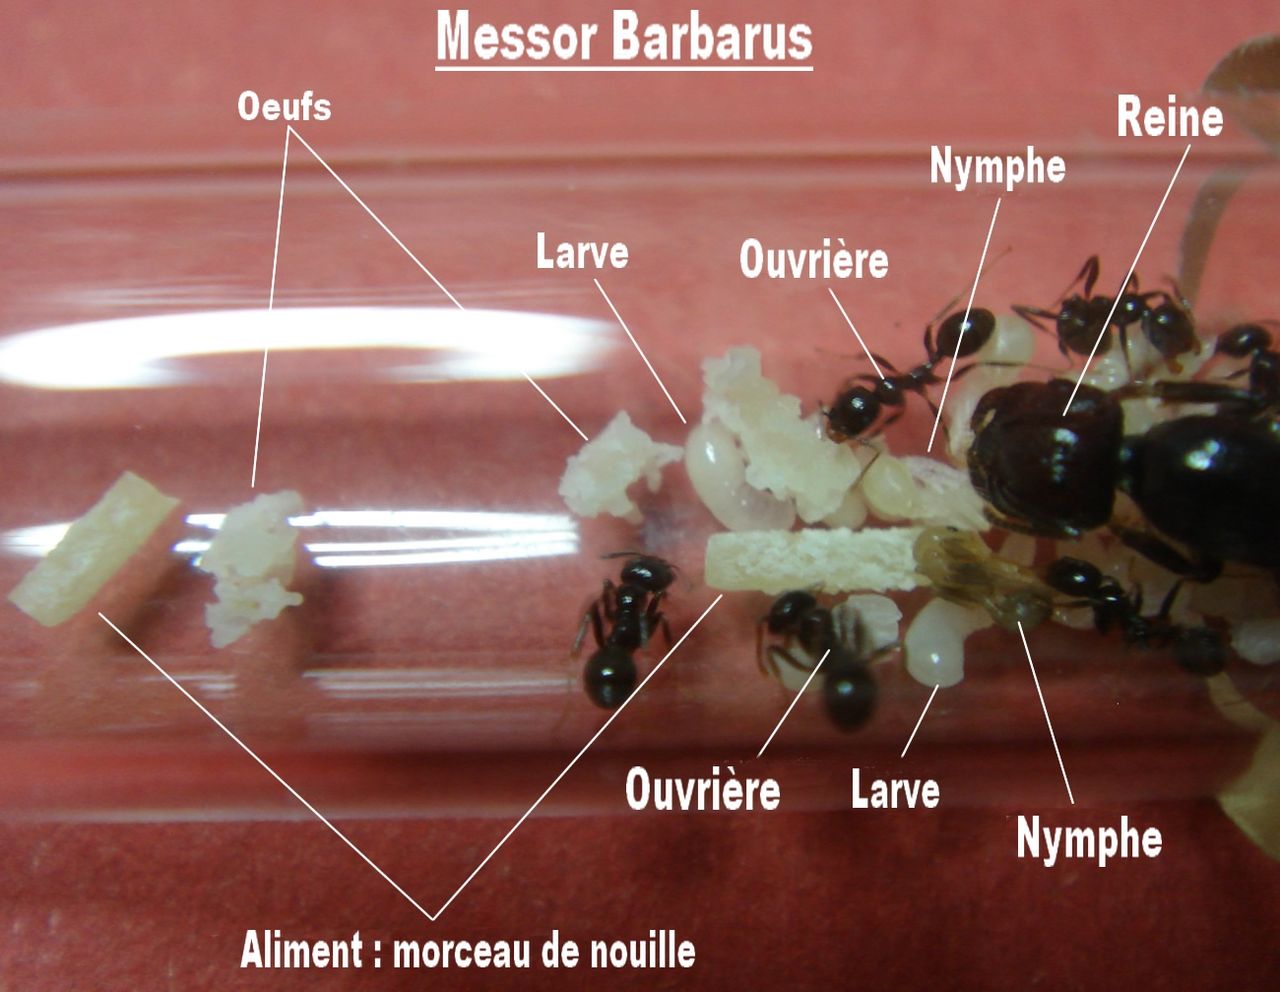 Messor Barbarus
Oeufs
Reine
Nymphe
Larve
Ouvrière
Ouvrière
Larve
Nymphe
Aliment : morceau de nouille